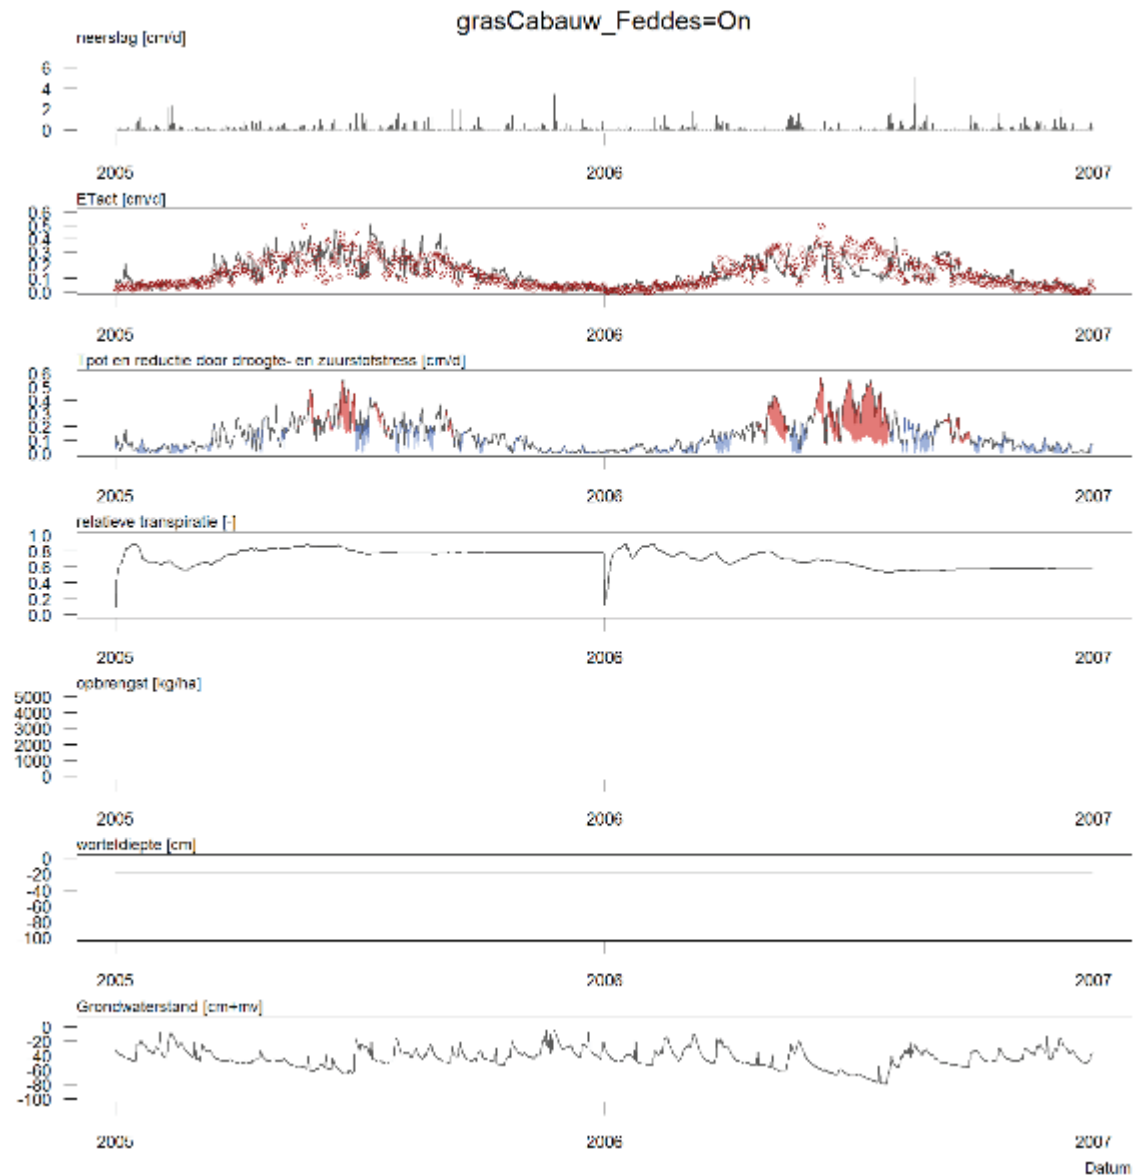 grasCabauw_Feddes=On
neerslag [cm/d]
6
4
2
0
2005 2006 2007
ETact [cm/d]
0.6
0.5
0.4
0.3
0.2
0.1
0.0
2005 2006 2007
Tpot en reductie door droogte- en zuurstofstress [cm/d]
0.6
0.5
0.4
0.3
0.2
0.1
0.0
2005 2006 2007
relatieve transpiratie [-]
1.0
0.8
0.6
0.4
0.2
0.0
2005 2006 2007
opbrengst [kg/ha]
5000
4000
3000
2000
1000
0
2005 2006 2007
worteldiepte [cm]
0
-20
-40
-60
-80
100
2005 2006 2007
Grondwaterstand [cm+mv]
0
-20
-40
-60
-80
-100
2005 2006 2007
Datum